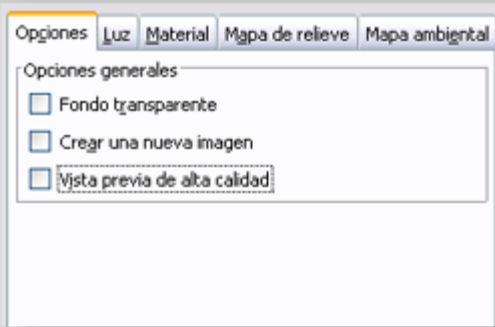 Opciones Luz Material Mapa de relieve Mapa ambiental
Opciones generales
Fondo transparente
Crear una nueva imagen
Vista previa de alta calidad